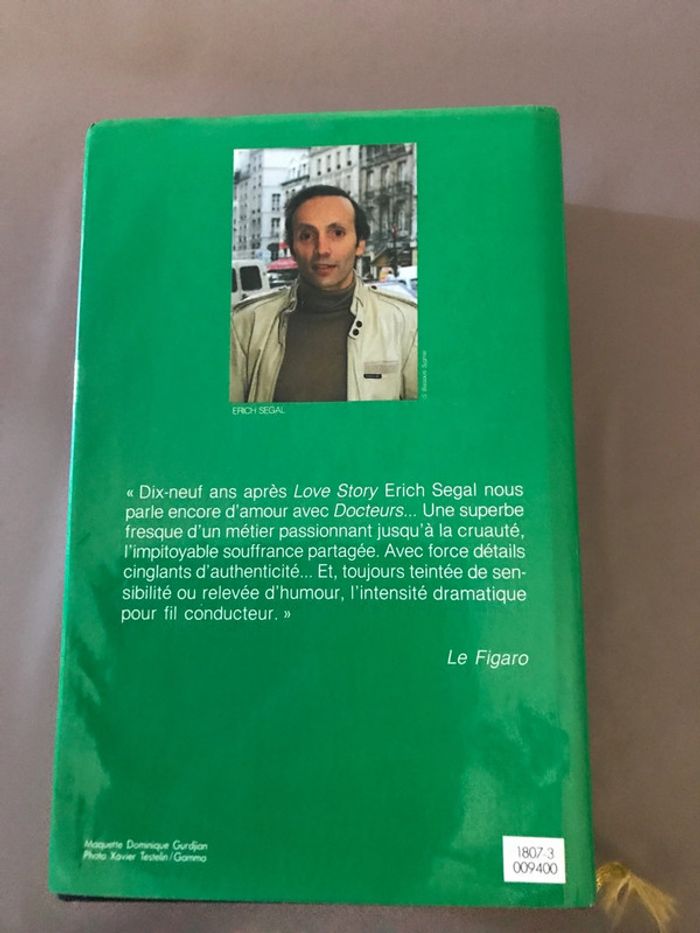 ERICH SEGAL
« Dix-neuf ans après Love Story Erich Segal nous
parle encore d'amour avec Docteurs... Une superbe
fresque d'un métier passionnant jusqu'à la cruauté,
l'impitoyable souffrance partagée. Avec force détails
cinglants d'authenticité... Et, toujours teintée de sen-
sibilité ou relevée d'humour, l'intensité dramatique
pour fil conducteur. »
Le Figaro
Maquette Dominique Gurdjian
Photo Xavier Testelin/Gamma
1807-3
009400